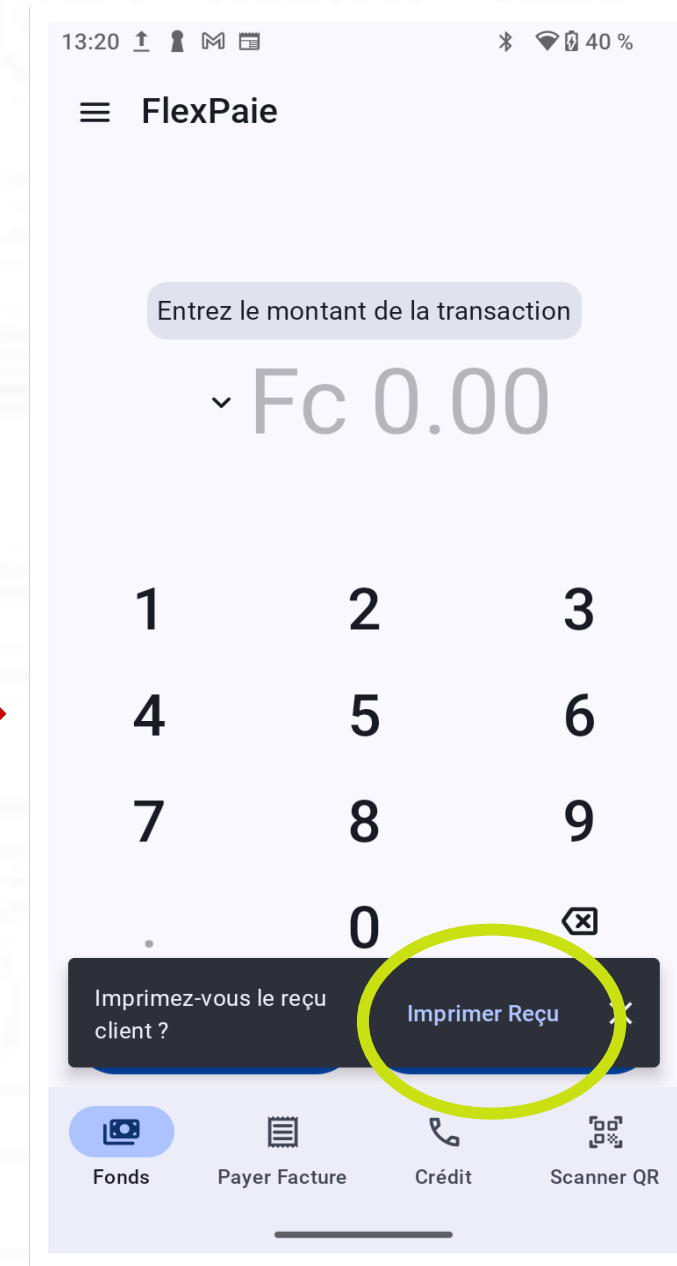 13:20
40 %
FlexPaie
Entrez le montant de la transaction
Fc 0.00
1 2 3
4 5 6
7 8 9
. 0
Imprimez-vous le reçu
client ?
Imprimer Reçu
Fonds Payer Facture Crédit Scanner QR